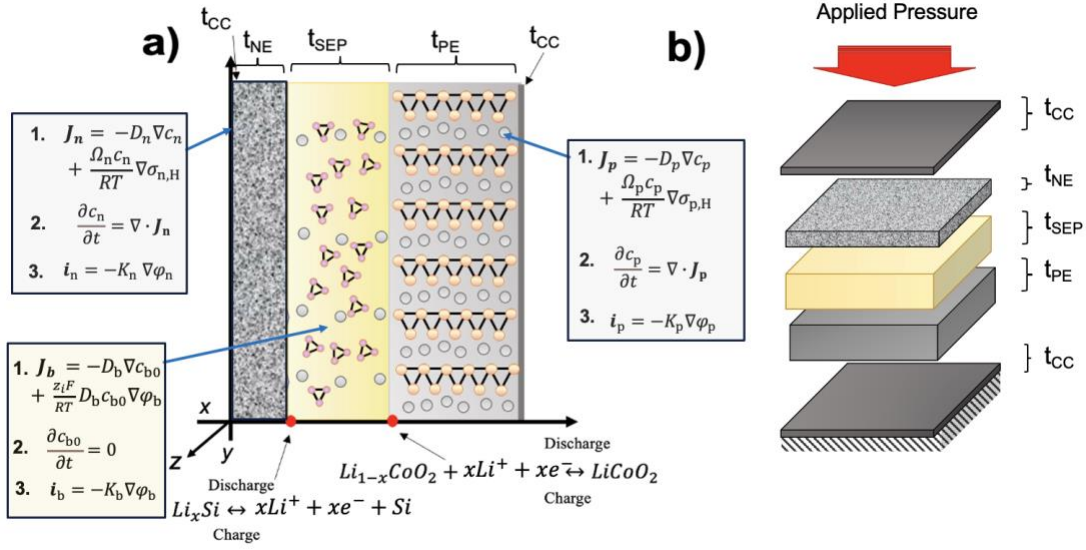 a)
t_CC
t_NE
t_SEP
t_PE
t_CC
1. J_n = −D_n∇c_n
+ Ω_n c_n / RT ∇σ_n,H
2. ∂c_n / ∂t = ∇ · J_n
3. i_n = −K_n ∇φ_n
1. J_b = −D_b∇c_b0
+ z_i F / RT D_b c_b0 ∇φ_b
2. ∂c_b0 / ∂t = 0
3. i_b = −K_b∇φ_b
1. J_p = −D_p∇c_p
+ Ω_p c_p / RT ∇σ_p,H
2. ∂c_p / ∂t = ∇ · J_p
3. i_p = −K_p∇φ_p
x
z
y
Discharge
Li_1−xCoO_2 + xLi^+ + xe^− ↔ LiCoO_2
Charge
Discharge
Li_xSi ↔ xLi^+ + xe^− + Si
Charge
b)
Applied Pressure
t_CC
t_NE
t_SEP
t_PE
t_CC